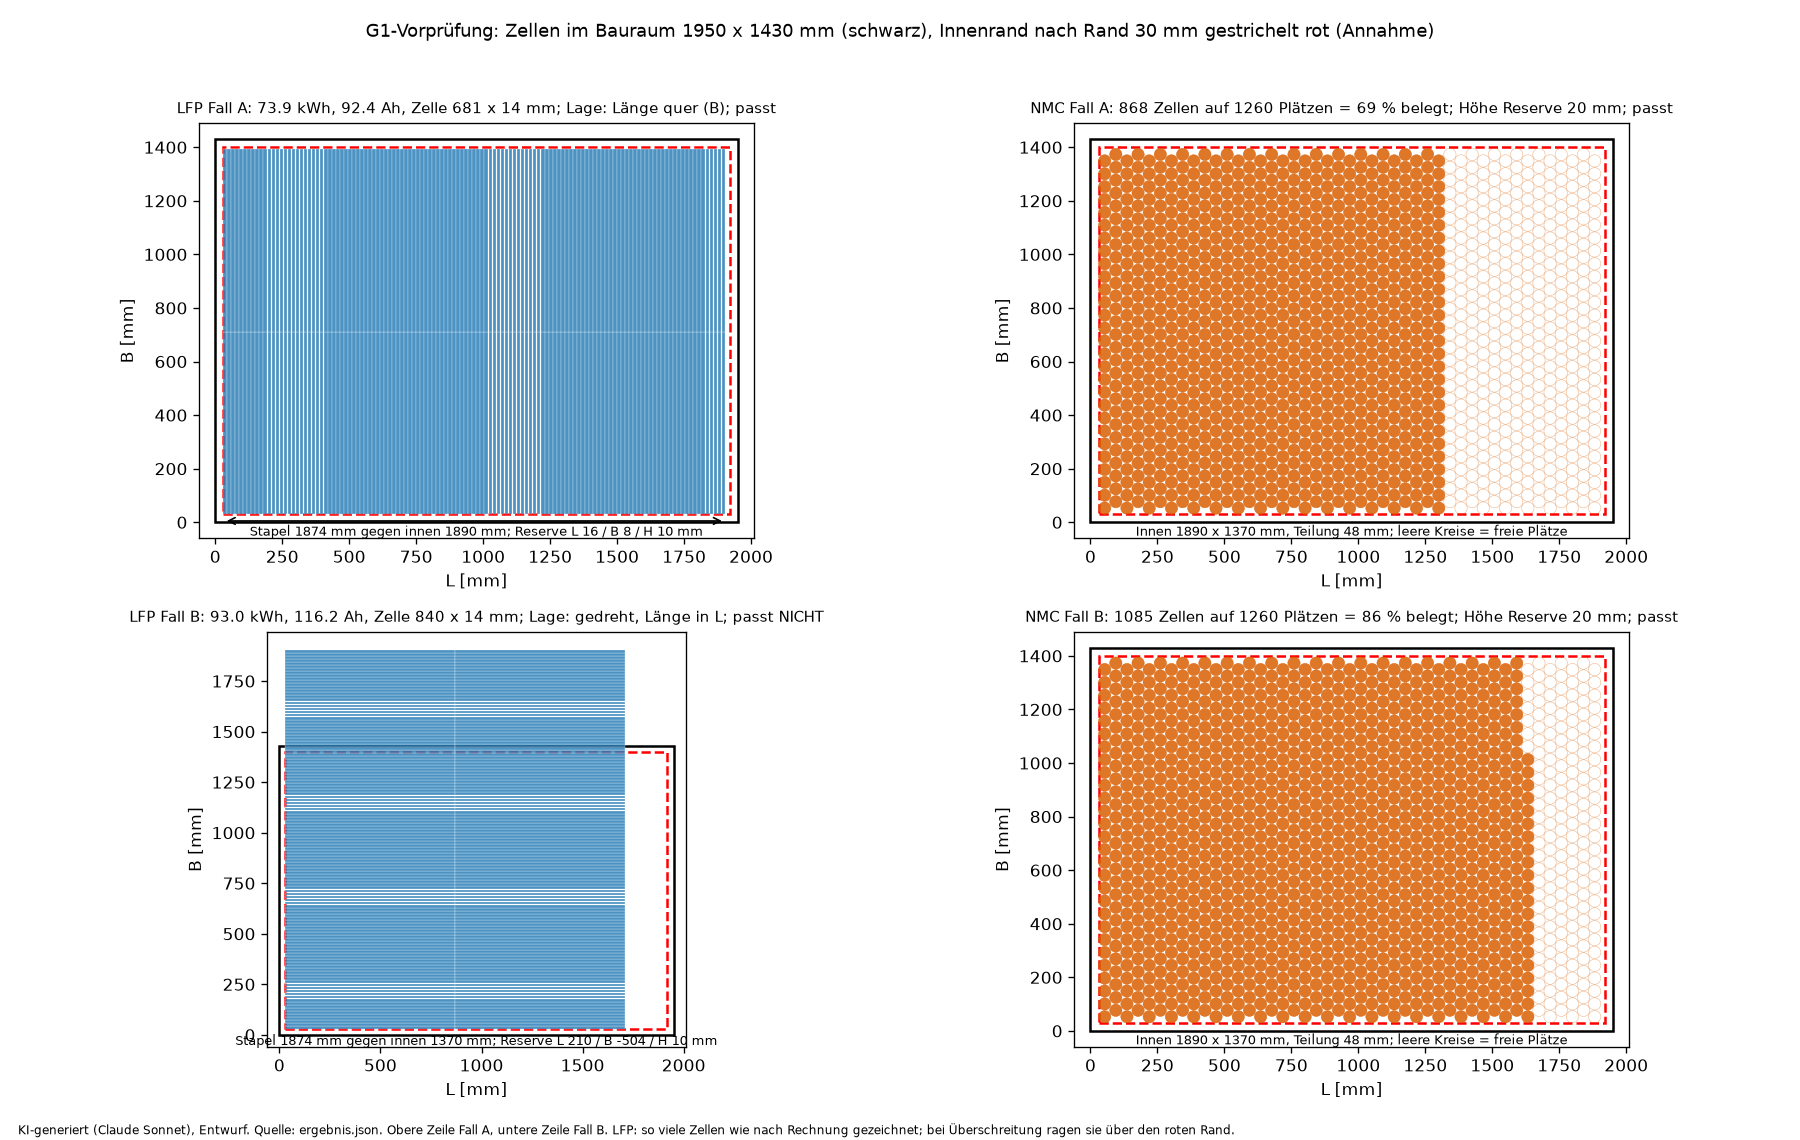 G1-Vorprüfung: Zellen im Bauraum 1950 x 1430 mm (schwarz), Innenrand nach Rand 30 mm gestrichelt rot (Annahme)
LFP Fall A: 73.9 kWh, 92.4 Ah, Zelle 681 x 14 mm; Lage: Länge quer (B); passt
1400
1200
1000
800
600
400
200
0
B [mm]
Stapel 1874 mm gegen innen 1890 mm; Reserve L 16 / B 8 / H 10 mm
0 250 500 750 1000 1250 1500 1750 2000
L [mm]
NMC Fall A: 868 Zellen auf 1260 Plätzen = 69 % belegt; Höhe Reserve 20 mm; passt
1400
1200
1000
800
600
400
200
0
B [mm]
Innen 1890 x 1370 mm, Teilung 48 mm; leere Kreise = freie Plätze
0 250 500 750 1000 1250 1500 1750 2000
L [mm]
LFP Fall B: 93.0 kWh, 116.2 Ah, Zelle 840 x 14 mm; Lage: gedreht, Länge in L; passt NICHT
1750
1500
1250
1000
750
500
250
0
B [mm]
Stapel 1874 mm gegen innen 1370 mm; Reserve L 210 / B -504 / H 10 mm
0 500 1000 1500 2000
L [mm]
NMC Fall B: 1085 Zellen auf 1260 Plätzen = 86 % belegt; Höhe Reserve 20 mm; passt
1400
1200
1000
800
600
400
200
0
B [mm]
Innen 1890 x 1370 mm, Teilung 48 mm; leere Kreise = freie Plätze
0 250 500 750 1000 1250 1500 1750 2000
L [mm]
KI-generiert (Claude Sonnet), Entwurf. Quelle: ergebnis.json. Obere Zeile Fall A, untere Zeile Fall B. LFP: so viele Zellen wie nach Rechnung gezeichnet; bei Überschreitung ragen sie über den roten Rand.